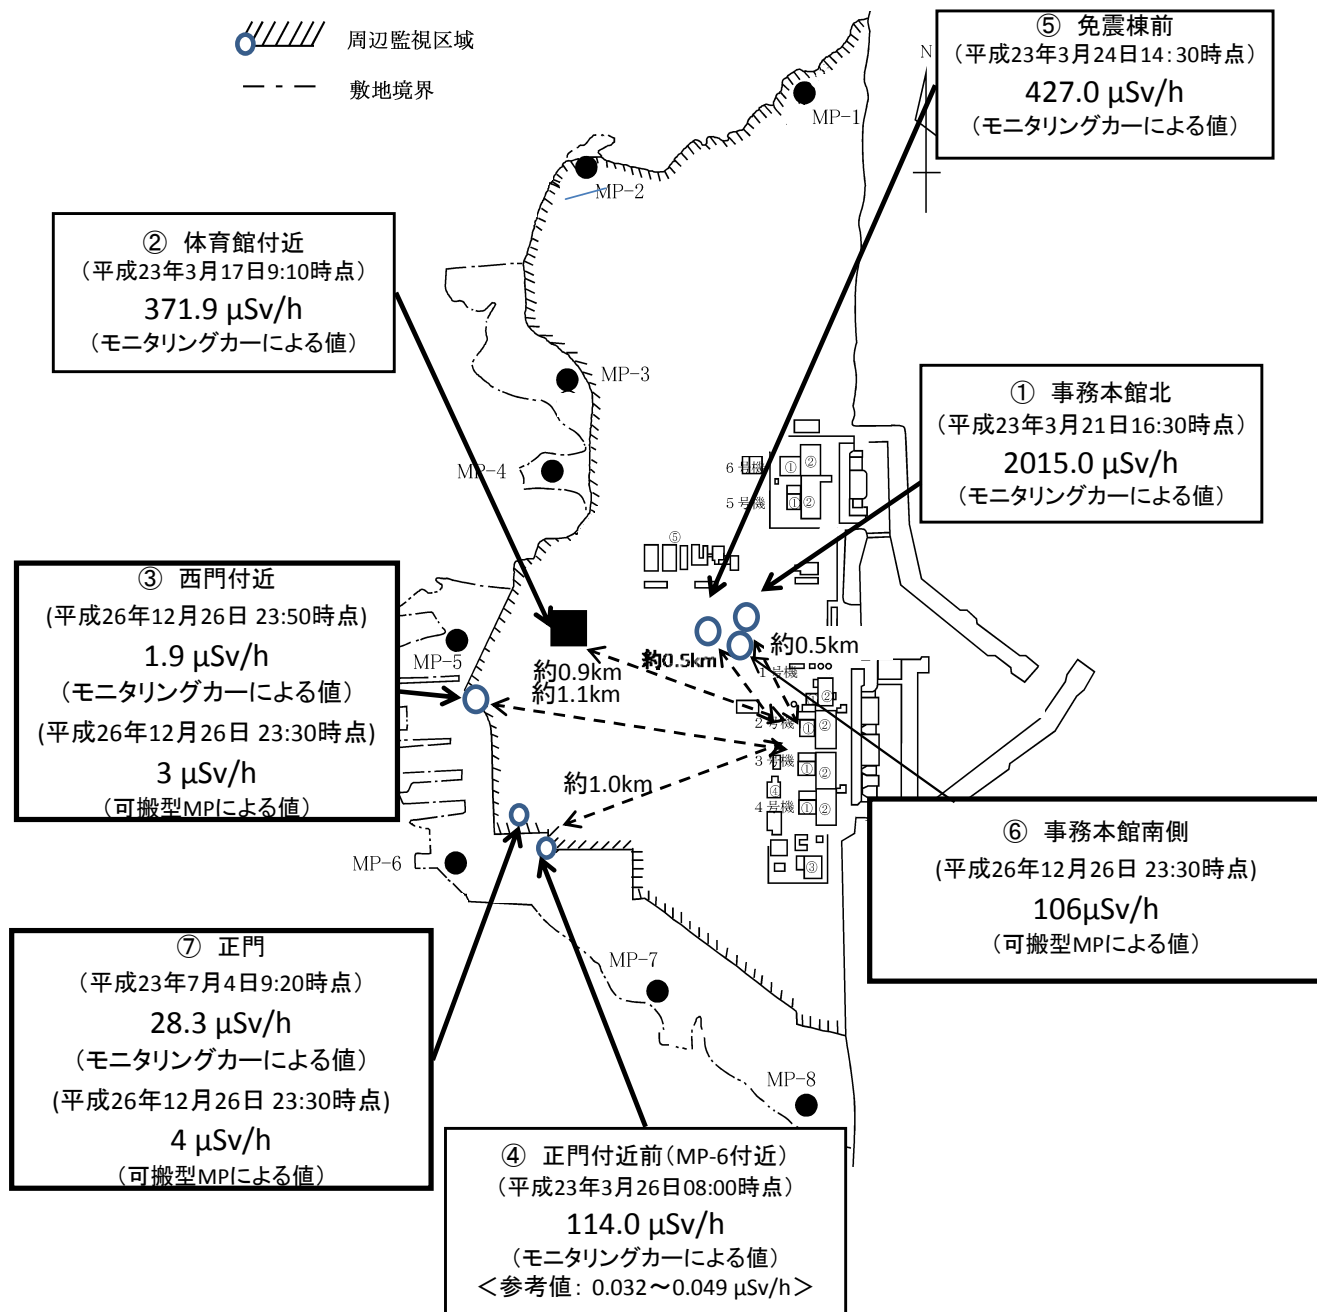 周辺監視区域
敷地境界
⑤ 免震棟前
（平成23年3月24日14:30時点）
427.0 μSv/h
（モニタリングカーによる値）
N
MP-1
MP-2
② 体育館付近
（平成23年3月17日9:10時点）
371.9 μSv/h
（モニタリングカーによる値）
MP-3
MP-4
① 事務本館北
（平成23年3月21日16:30時点）
2015.0 μSv/h
（モニタリングカーによる値）
6号機
① ②
5号機
① ②
⑤
③ 西門付近
(平成26年12月26日 23:50時点)
1.9 μSv/h
（モニタリングカーによる値）
(平成26年12月26日 23:30時点)
3 μSv/h
（可搬型MPによる値）
MP-5
約0.9km
約1.1km
約0.5km
約0.5km
1号機
②
2号機
① ②
3号機
① ②
④
4号機
① ②
③
約1.0km
MP-6
⑥ 事務本館南側
(平成26年12月26日 23:30時点)
106μSv/h
（可搬型MPによる値）
⑦ 正門
（平成23年7月4日9:20時点）
28.3 μSv/h
（モニタリングカーによる値）
(平成26年12月26日 23:30時点)
4 μSv/h
（可搬型MPによる値）
MP-7
MP-8
④ 正門付近前（MP-6付近）
（平成23年3月26日08:00時点）
114.0 μSv/h
（モニタリングカーによる値）
＜参考値: 0.032～0.049 μSv/h＞